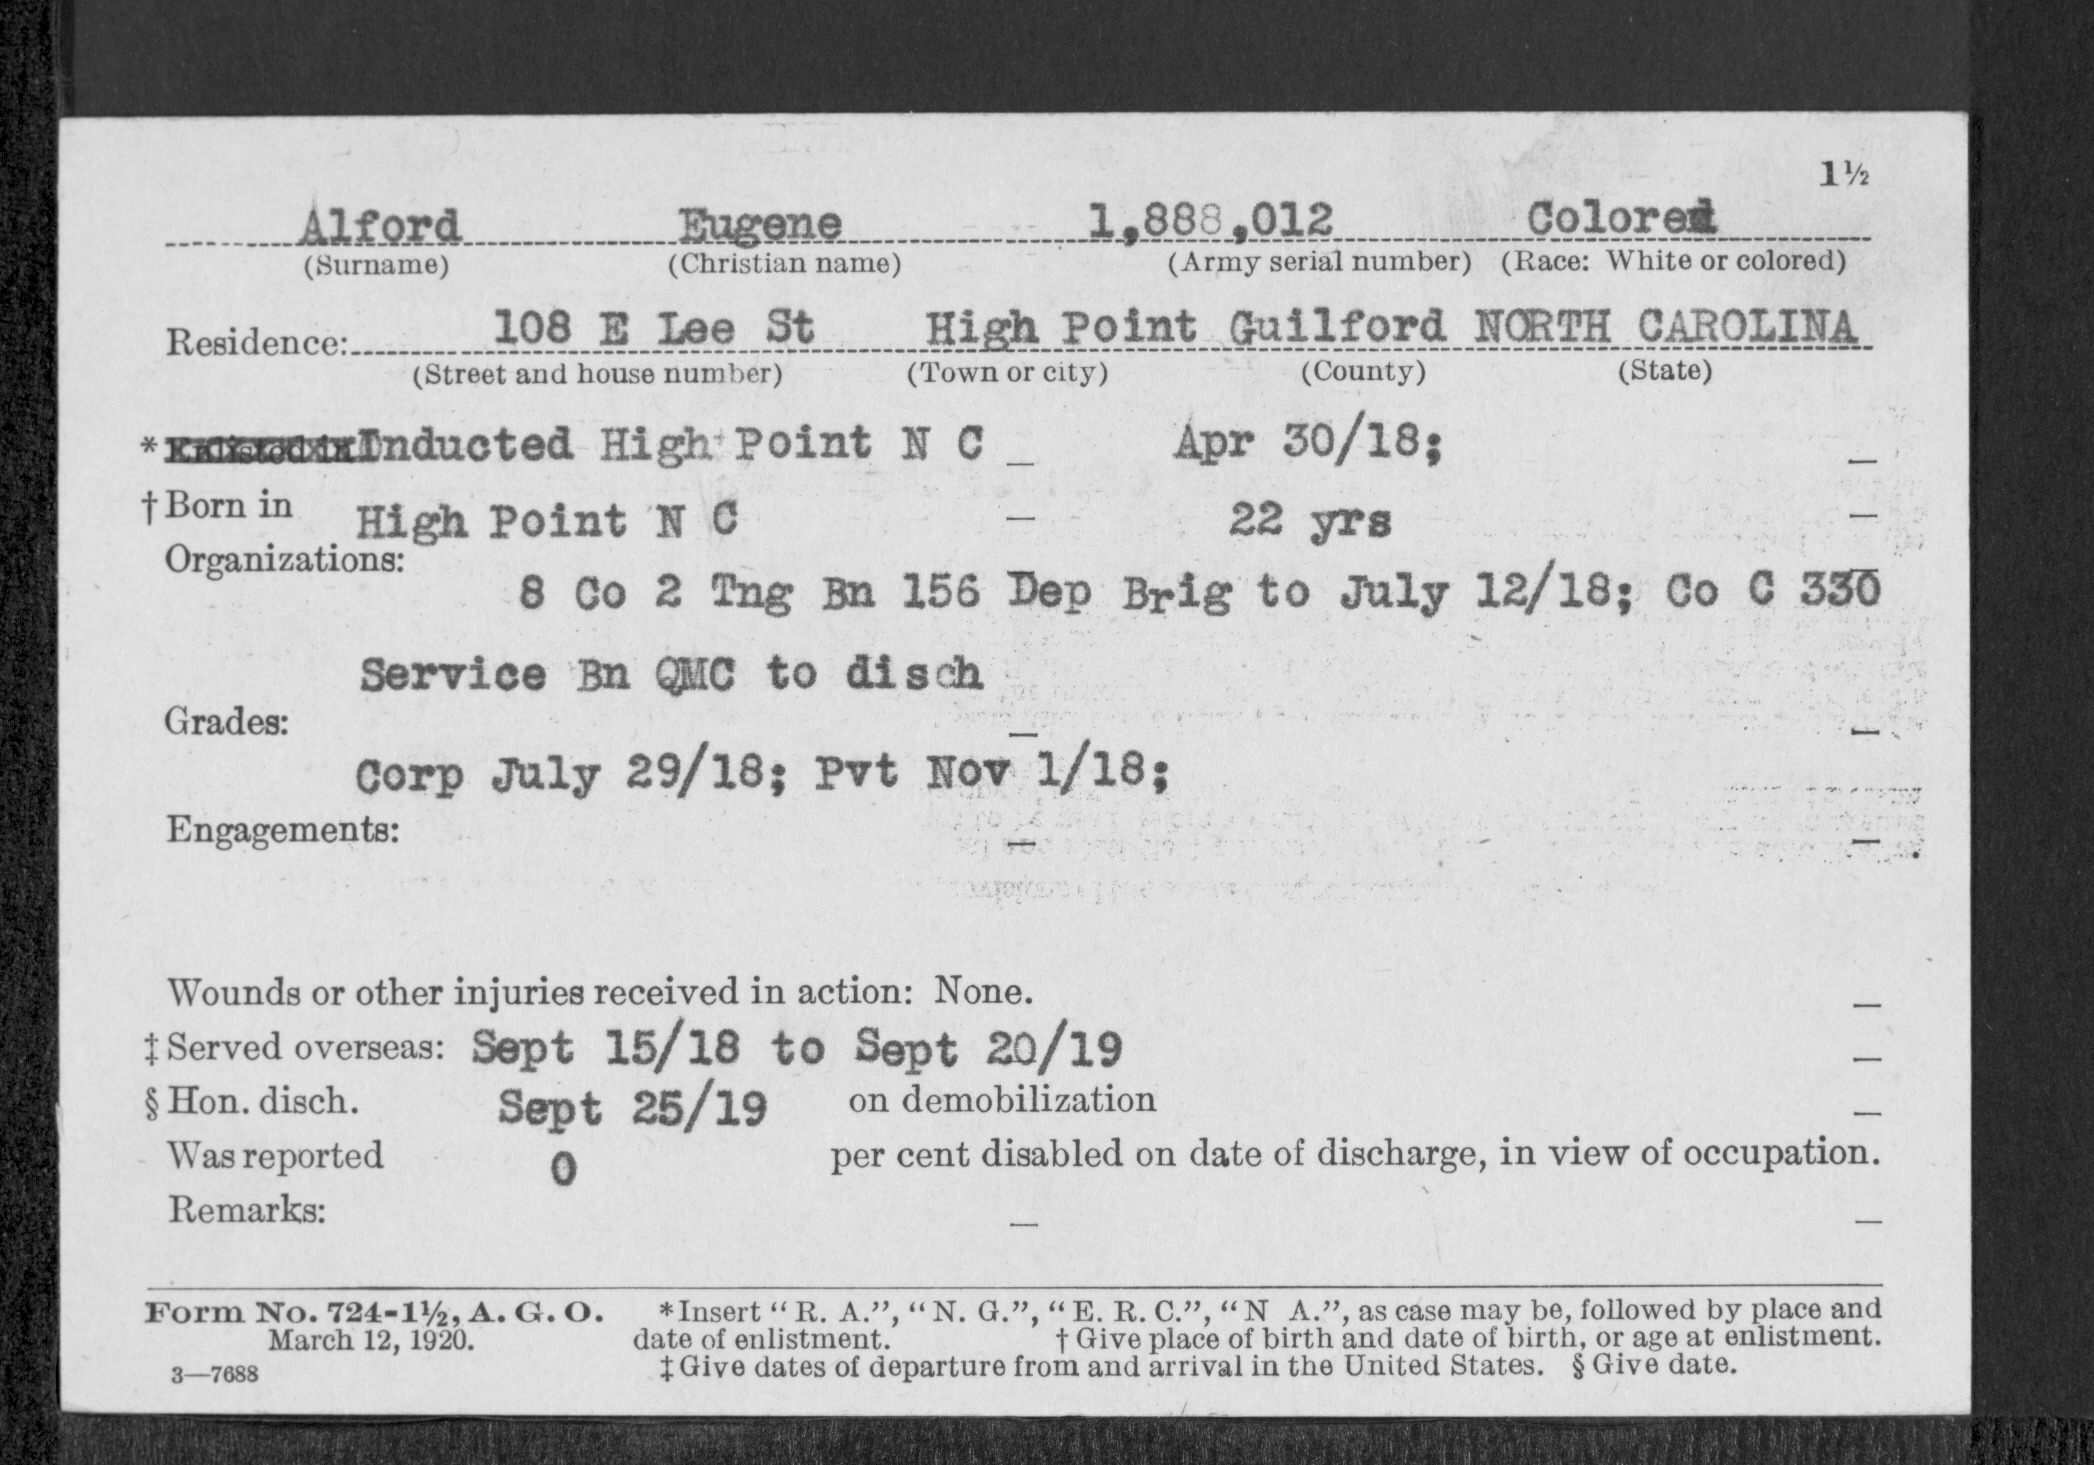 1½
Alford Eugene 1,888,012 Colored
(Surname) (Christian name) (Army serial number) (Race: White or colored)
Residence: 108 E Lee St High Point Guilford NORTH CAROLINA
(Street and house number) (Town or city) (County) (State)
* Enlisted in Inducted High Point N C _ Apr 30/18; _
† Born in High Point N C _ 22 yrs _
Organizations:
8 Co 2 Tng Bn 156 Dep Brig to July 12/18; Co C 330
Service Bn QMC to disch
Grades: _ _
Corp July 29/18; Pvt Nov 1/18;
Engagements: _ _
Wounds or other injuries received in action: None. _
‡ Served overseas: Sept 15/18 to Sept 20/19 _
§ Hon. disch. Sept 25/19 on demobilization _
Was reported 0 per cent disabled on date of discharge, in view of occupation.
Remarks: _ _
Form No. 724-1½, A. G. O. * Insert “R. A.”, “N. G.”, “E. R. C.”, “N A.”, as case may be, followed by place and
March 12, 1920. date of enlistment. † Give place of birth and date of birth, or age at enlistment.
3—7688 ‡ Give dates of departure from and arrival in the United States. § Give date.